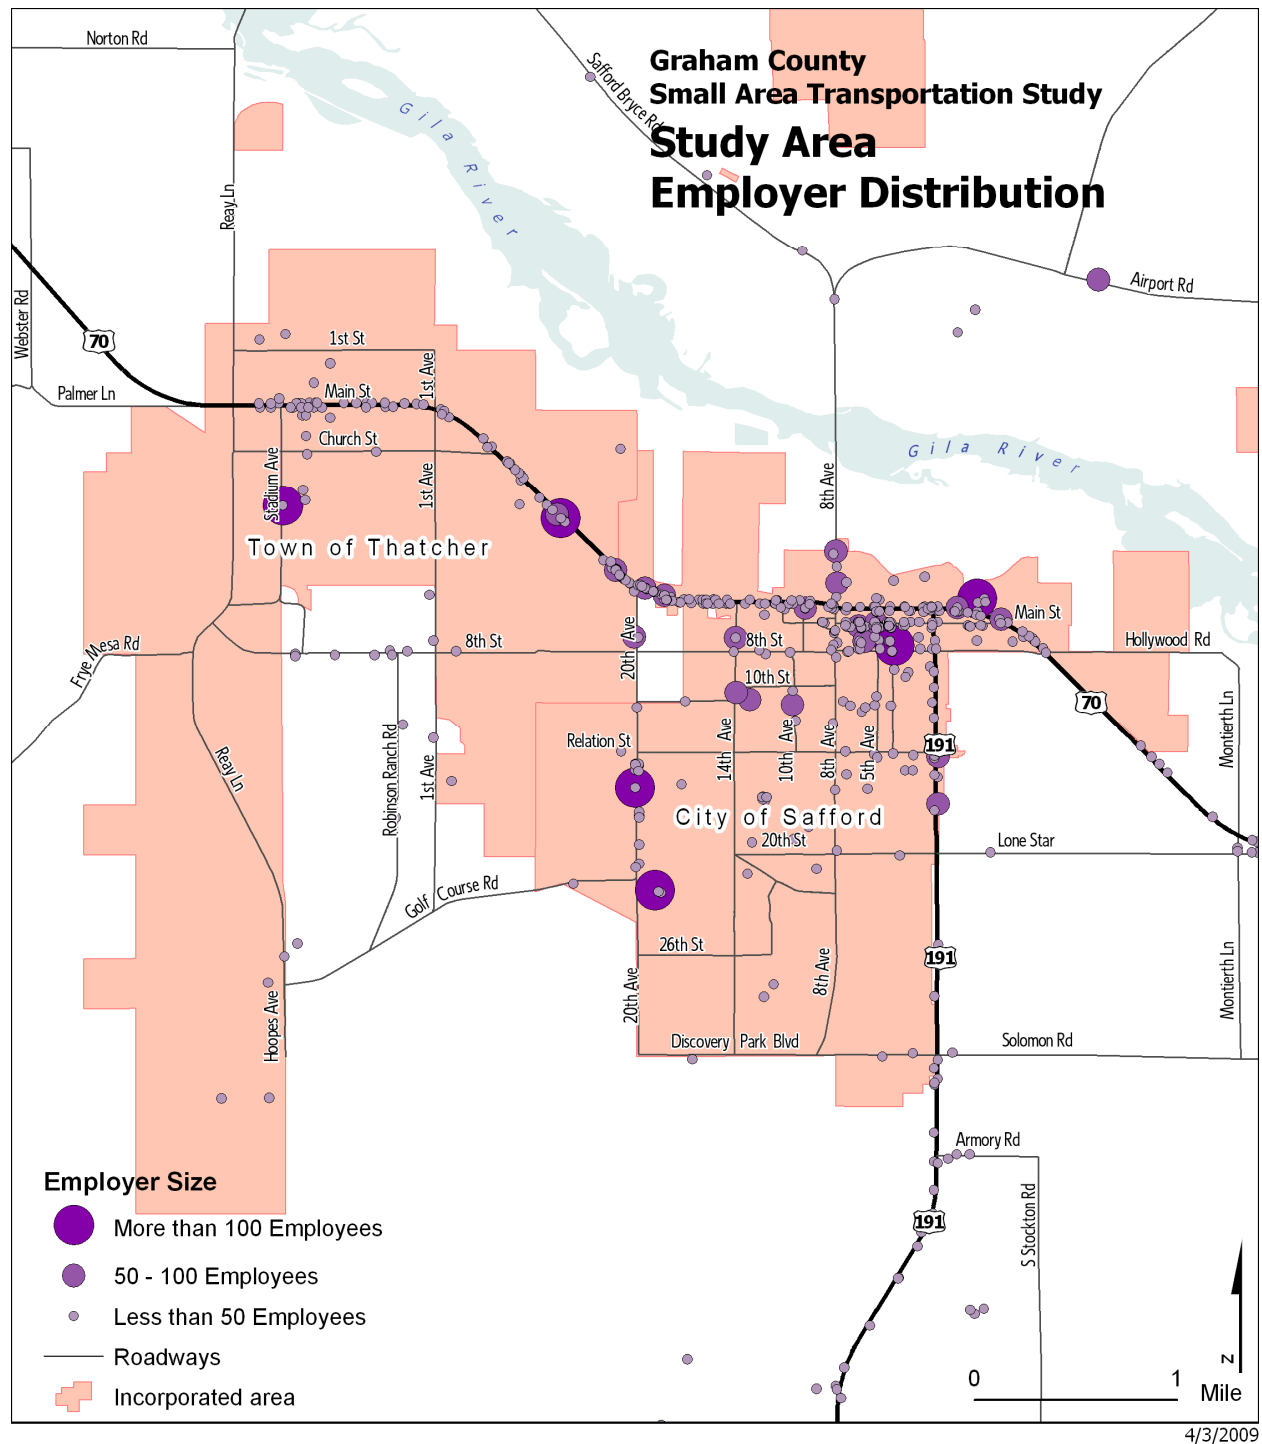 Norton Rd
Safford Bryce Rd
Graham County
Small Area Transportation Study
Study Area
Employer Distribution
Gila River
Reay Ln
Airport Rd
Webster Rd
70
1st St
1st Ave
Palmer Ln
Main St
Church St
Gila River
Stadium Ave
1st Ave
8th Ave
Town of Thatcher
Main St
Frye Mesa Rd
8th St
20th Ave
8th St
Hollywood Rd
10th St
70
Montierth Ln
Relation St
14th Ave
10th Ave
8th Ave
5th Ave
191
Reay Ln
Robinson Ranch Rd
1st Ave
City of Safford
20th St
Lone Star
Golf Course Rd
26th St
191
8th Ave
20th Ave
Montierth Ln
Hoopes Ave
Discovery Park Blvd
Solomon Rd
Armory Rd
Employer Size
More than 100 Employees
191
S Stockton Rd
50 - 100 Employees
Less than 50 Employees
Roadways
Z
0 1
Mile
Incorporated area
4/3/2009